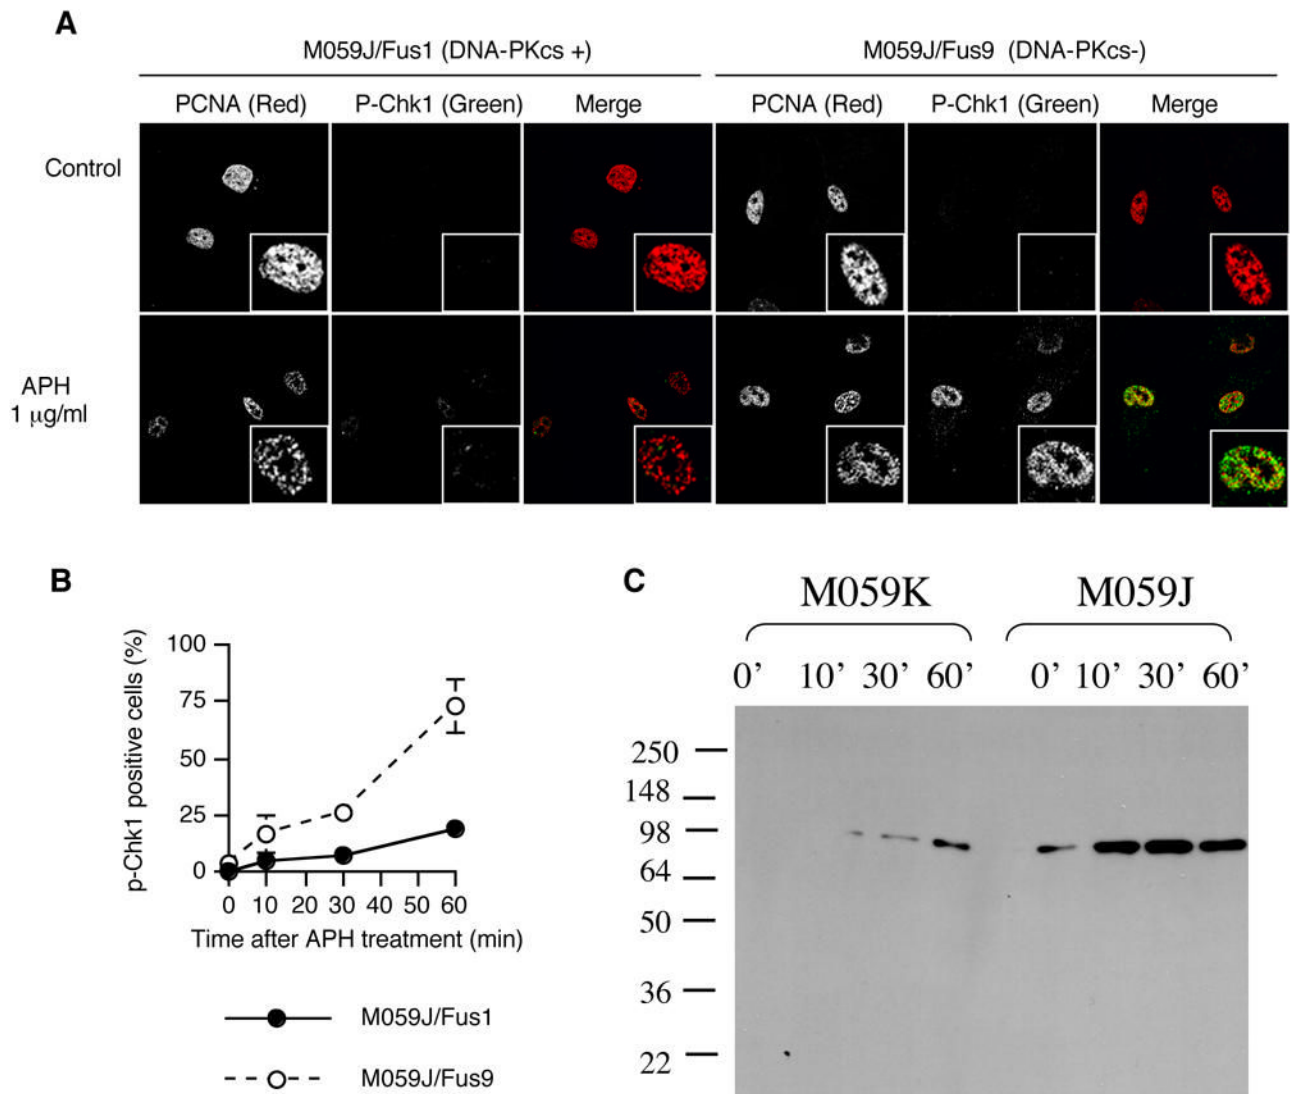 A
M059J/Fus1 (DNA-PKcs +) M059J/Fus9 (DNA-PKcs-)
PCNA (Red) P-Chk1 (Green) Merge PCNA (Red) P-Chk1 (Green) Merge
Control
APH
1 μg/ml
B
p-Chk1 positive cells (%)
100
75
50
25
0
0 10 20 30 40 50 60
Time after APH treatment (min)
M059J/Fus1
M059J/Fus9
C
M059K M059J
0’ 10’ 30’ 60’ 0’ 10’ 30’ 60’
250
148
98
64
50
36
22